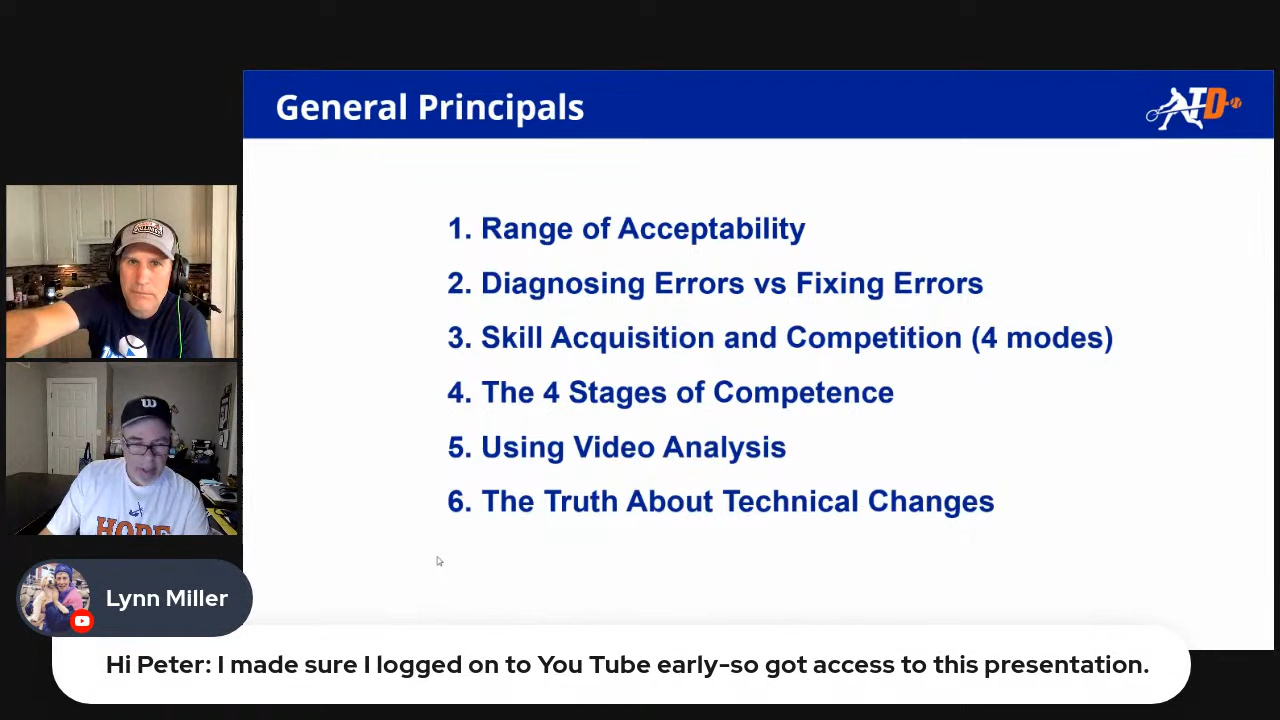 General Principals
TD
1. Range of Acceptability
2. Diagnosing Errors vs Fixing Errors
3. Skill Acquisition and Competition (4 modes)
4. The 4 Stages of Competence
5. Using Video Analysis
6. The Truth About Technical Changes
W
HOPE
Lynn Miller
Hi Peter: I made sure I logged on to You Tube early-so got access to this presentation.